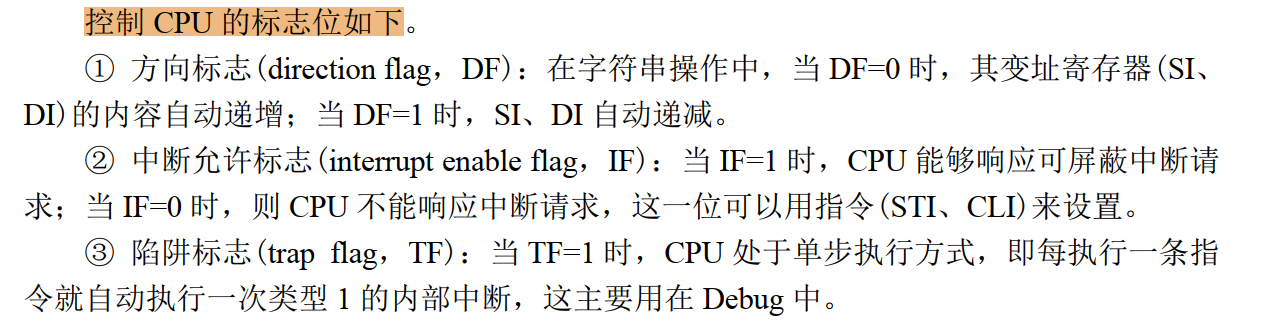 控制 CPU 的标志位如下。
① 方向标志(direction flag，DF)：在字符串操作中，当 DF=0 时，其变址寄存器(SI、
DI)的内容自动递增；当 DF=1 时，SI、DI 自动递减。
② 中断允许标志(interrupt enable flag，IF)：当 IF=1 时，CPU 能够响应可屏蔽中断请
求；当 IF=0 时，则 CPU 不能响应中断请求，这一位可以用指令(STI、CLI)来设置。
③ 陷阱标志(trap flag，TF)：当 TF=1 时，CPU 处于单步执行方式，即每执行一条指
令就自动执行一次类型 1 的内部中断，这主要用在 Debug 中。